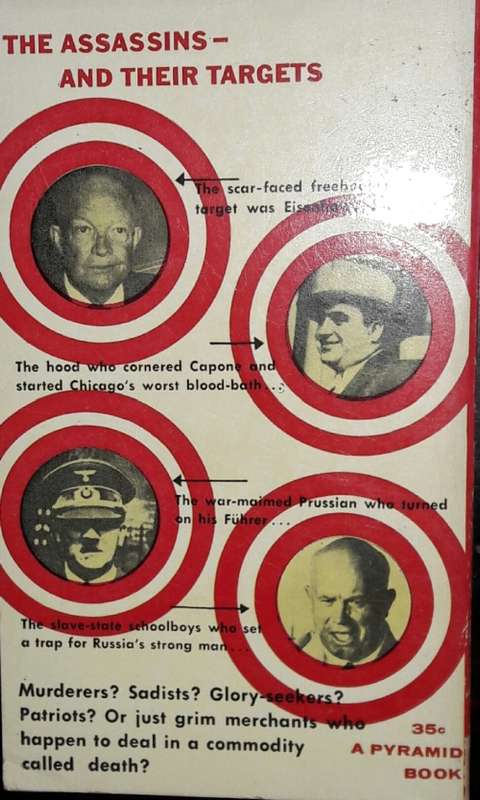 THE ASSASSINS—
AND THEIR TARGETS
The scar-faced
target was
The hood who cornered Capone and
started Chicago's worst blood-bath...
The war-maimed Prussian who turned
on his Führer...
The slave-state schoolboys who set
a trap for Russia's strong man...
Murderers? Sadists? Glory-seekers?
Patriots? Or just grim merchants who
happen to deal in a commodity
called death?
35c
A PYRAMID
BOOK